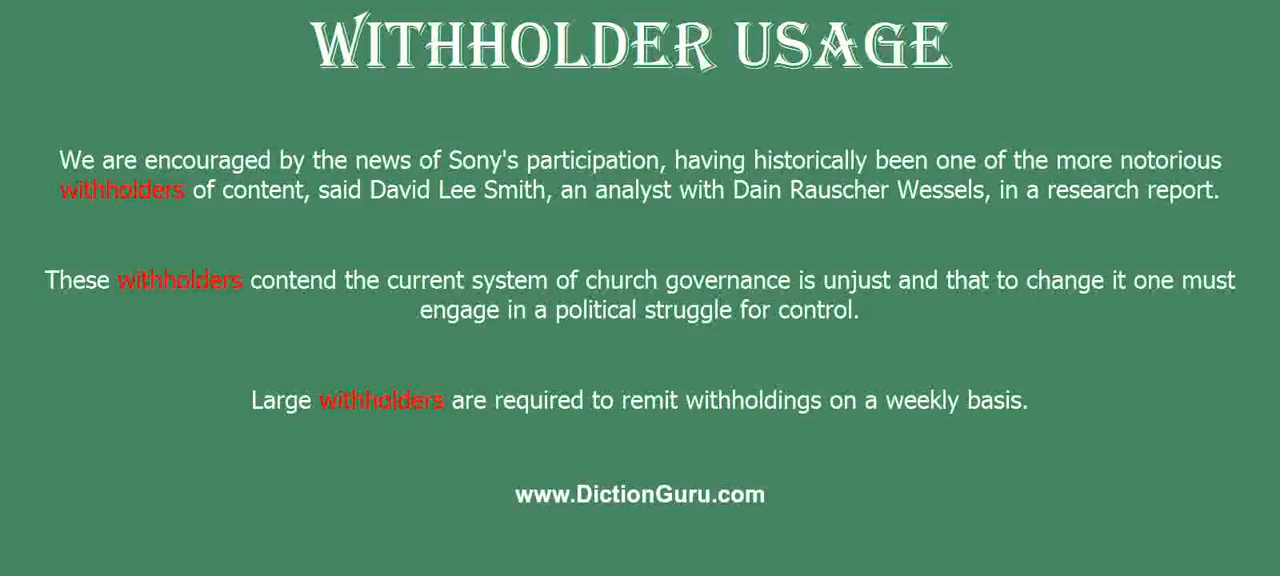 WITHHOLDER USAGE
We are encouraged by the news of Sony's participation, having historically been one of the more notorious
withholders of content, said David Lee Smith, an analyst with Dain Rauscher Wessels, in a research report.
These withholders contend the current system of church governance is unjust and that to change it one must
engage in a political struggle for control.
Large withholders are required to remit withholdings on a weekly basis.
www.DictionGuru.com